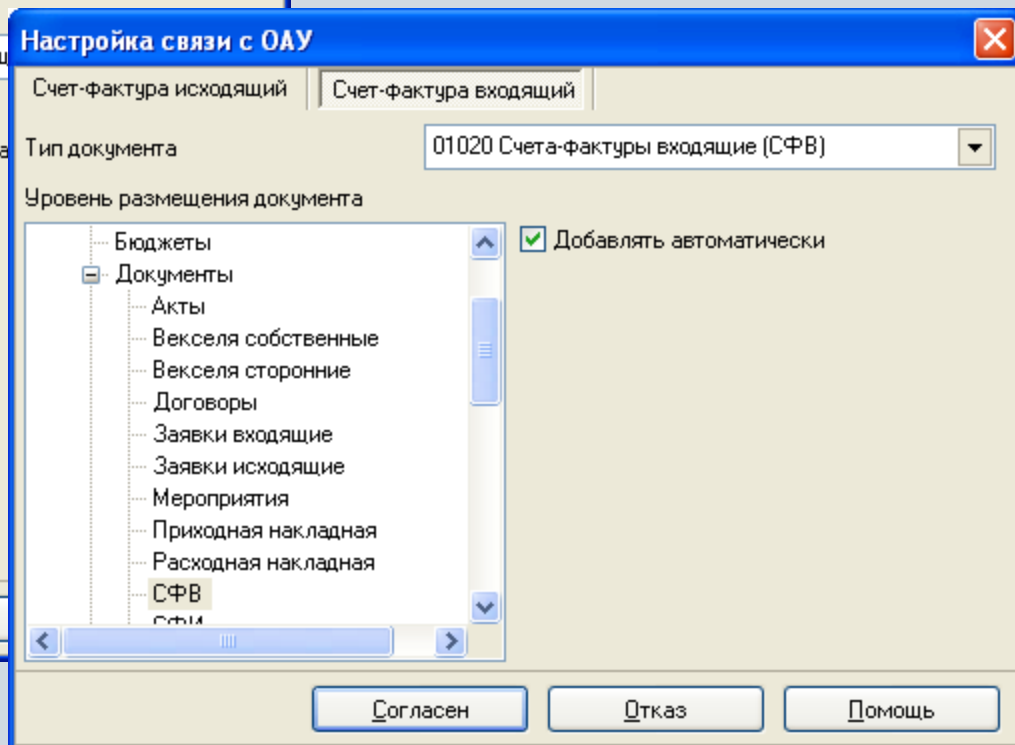 Настройка связи с ОАУ
Счет-фактура исходящий
Счет-фактура входящий
Тип документа
01020 Счета-фактуры входящие (СФВ)
Уровень размещения документа
Бюджеты
Добавлять автоматически
Документы
Акты
Векселя собственные
Векселя сторонние
Договоры
Заявки входящие
Заявки исходящие
Мероприятия
Приходная накладная
Расходная накладная
СФВ
СФИ
Согласен
Отказ
Помощь